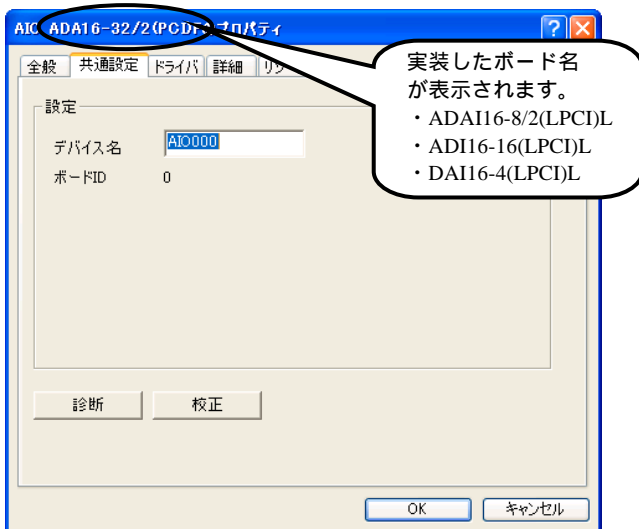 AIO ADA16-32/2(PCI)F プロパティ
実装したボード名
が表示されます。
・ADAI16-8/2(LPCI)L
・ADI16-16(LPCI)L
・DAI16-4(LPCI)L
全般 共通設定 ドライバ 詳細
設定
デバイス名 AIO000
ボードID 0
診断 校正
OK キャンセル